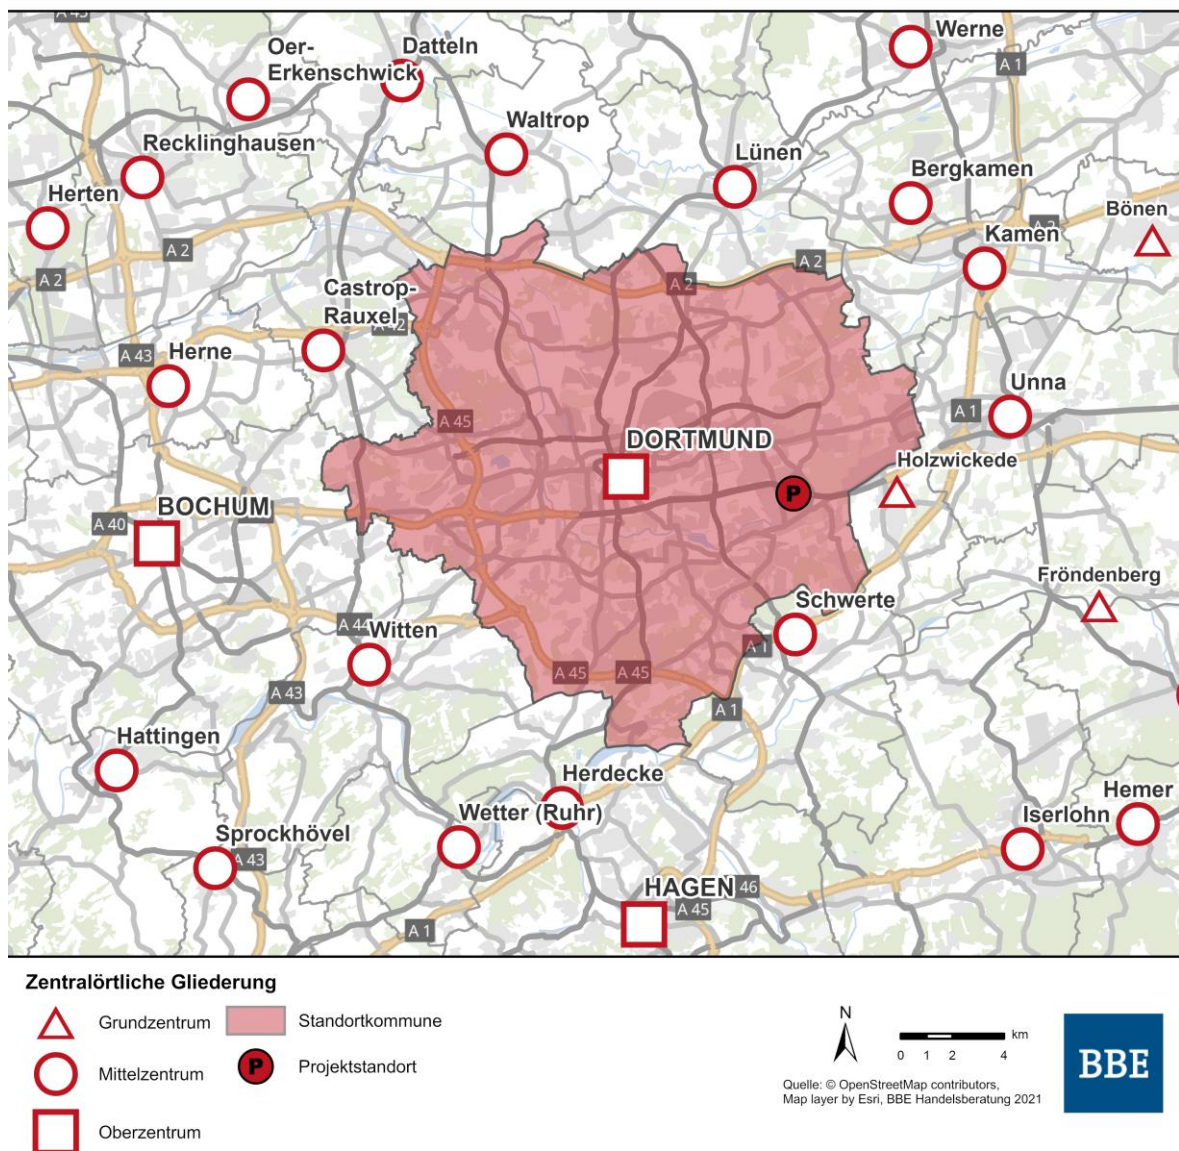 A 43
Oer-
Erkenschwick
Datteln
Werne
A 1
Recklinghausen
Waltrop
Lünen
Herten
Bergkamen
Bönen
A 2
Kamen
A 2
A 2
A 2
A 2
Castrop-
Rauxel
A 42
A 43
Herne
Unna
A 45
A 1
DORTMUND
Holzwickede
P
BOCHUM
A 40
Fröndenberg
Schwerte
A 44
Witten
A 1
A 45
A 45
A 43
A 1
Hattingen
Herdecke
Hemer
Wetter (Ruhr)
Iserlohn
Sprockhövel
A 43
HAGEN
A 46
A 45
A 1
Zentralörtliche Gliederung
Grundzentrum
Standortkommune
Mittelzentrum
P
Projektstandort
Oberzentrum
N
km
0 1 2 4
Quelle: © OpenStreetMap contributors,
Map layer by Esri, BBE Handelsberatung 2021
BBE